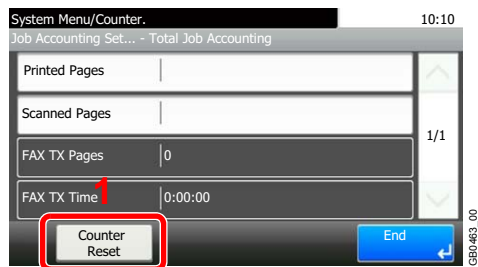 System Menu/Counter.
10:10
Job Accounting Set... - Total Job Accounting
Printed Pages
Scanned Pages
1/1
FAX TX Pages 0
FAX TX Time 0:00:00
1
Counter
Reset
End
GB0463_00